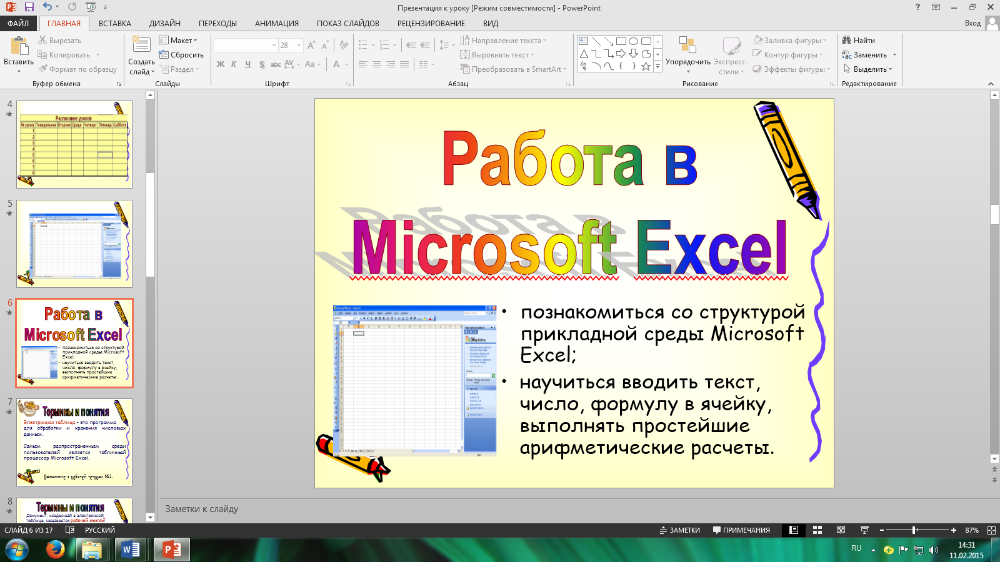 Презентация к уроку [Режим совместимости] - PowerPoint
ФАЙЛ ГЛАВНАЯ ВСТАВКА ДИЗАЙН ПЕРЕХОДЫ АНИМАЦИЯ ПОКАЗ СЛАЙДОВ РЕЦЕНЗИРОВАНИЕ ВИД Вход
Вставить
Вырезать
Копировать
Формат по образцу
Буфер обмена
Создать
слайд
Макет
Сбросить
Раздел
Слайды
28
Ж К Ч S abc AV Aa A
Шрифт
Направление текста
Выровнять текст
Преобразовать в SmartArt
Абзац
Упорядочить
Экспресс-
стили
Заливка фигуры
Контур фигуры
Эффекты фигуры
Рисование
Найти
Заменить
Выделить
Редактирование
4
Расписание уроков
№ урока Понедельник Вторник Среда Четверг Пятница Суббота
1
2
3
4
5
6
7
8
5
6
Работа в
Microsoft Excel
• познакомиться со структурой
прикладной среды Microsoft
Excel;
• научиться вводить текст,
число, формулу в ячейку,
выполнять простейшие
арифметические расчеты.
7
Термины и понятия
Электронная таблица - это программа
для обработки и хранения числовых
данных.
Самым распространенным среди
пользователей является табличный
процессор Microsoft Excel.
Выполните в рабочей тетради №1.
8
Термины и понятия
Документ, созданный в электронной
таблице, называется рабочей книгой
Работа в
Microsoft Excel
• познакомиться со структурой
прикладной среды Microsoft
Excel;
• научиться вводить текст,
число, формулу в ячейку,
выполнять простейшие
арифметические расчеты.
Заметки к слайду
СЛАЙД 6 ИЗ 17 РУССКИЙ ЗАМЕТКИ ПРИМЕЧАНИЯ 87%
RU 14:31
11.02.2015